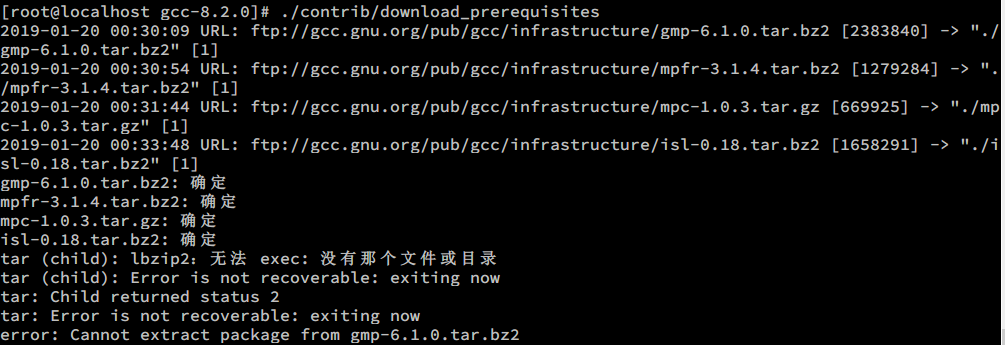 [root@localhost gcc-8.2.0]# ./contrib/download_prerequisites
2019-01-20 00:30:09 URL: ftp://gcc.gnu.org/pub/gcc/infrastructure/gmp-6.1.0.tar.bz2 [2383840] -> "./
gmp-6.1.0.tar.bz2" [1]
2019-01-20 00:30:54 URL: ftp://gcc.gnu.org/pub/gcc/infrastructure/mpfr-3.1.4.tar.bz2 [1279284] -> ".
/mpfr-3.1.4.tar.bz2" [1]
2019-01-20 00:31:44 URL: ftp://gcc.gnu.org/pub/gcc/infrastructure/mpc-1.0.3.tar.gz [669925] -> "./mp
c-1.0.3.tar.gz" [1]
2019-01-20 00:33:48 URL: ftp://gcc.gnu.org/pub/gcc/infrastructure/isl-0.18.tar.bz2 [1658291] -> "./i
sl-0.18.tar.bz2" [1]
gmp-6.1.0.tar.bz2: 确定
mpfr-3.1.4.tar.bz2: 确定
mpc-1.0.3.tar.gz: 确定
isl-0.18.tar.bz2: 确定
tar (child): lbzip2：无法 exec: 没有那个文件或目录
tar (child): Error is not recoverable: exiting now
tar: Child returned status 2
tar: Error is not recoverable: exiting now
error: Cannot extract package from gmp-6.1.0.tar.bz2